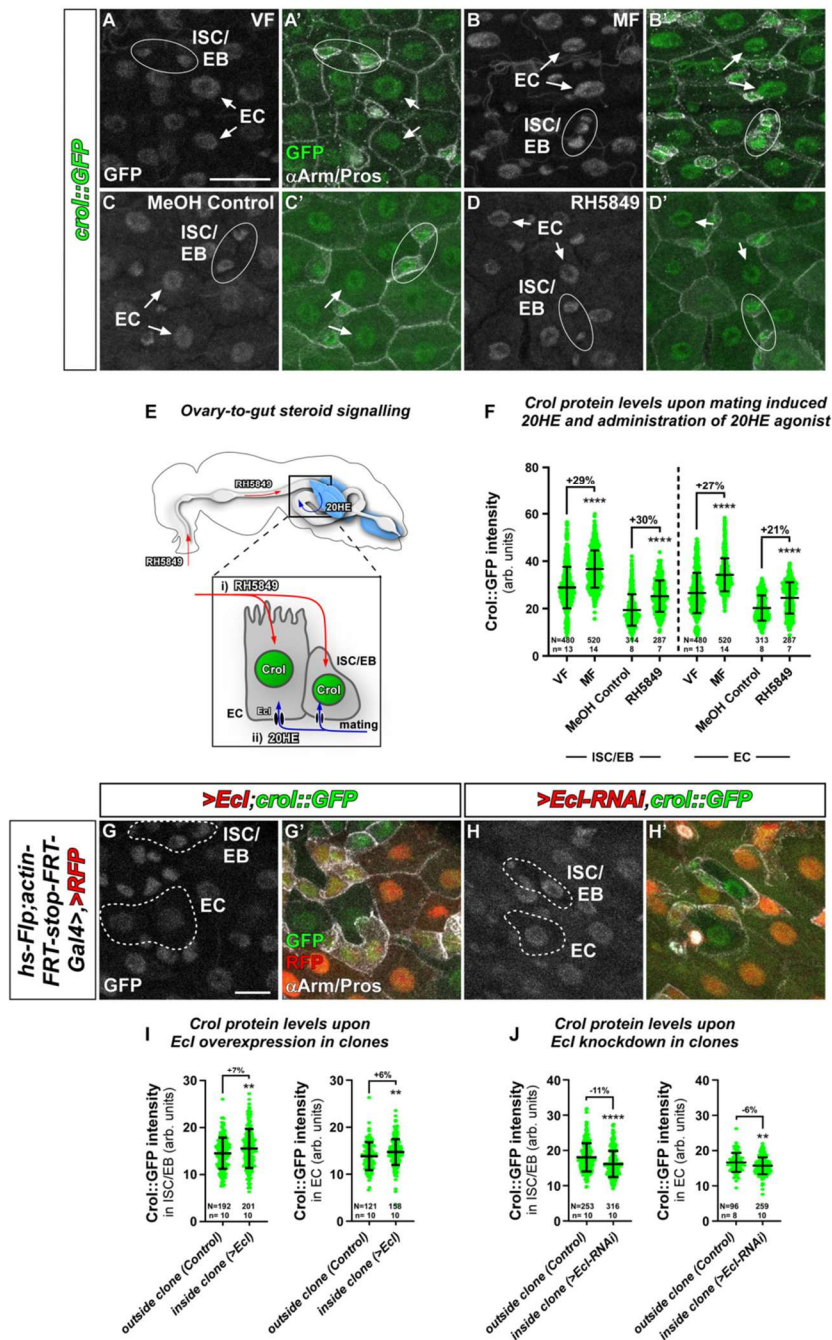 A
VF
ISC/
EB
EC
GFP
A'
GFP
αArm/Pros
B
MF
EC
ISC/
EB
B'
crol::GFP
C
MeOH Control
ISC/
EB
EC
C'
D
RH5849
EC
ISC/
EB
D'
E
Ovary-to-gut steroid signalling
RH5849
20HE
RH5849
i) RH5849
Crol
ISC/EB
Crol
EcI
EC
mating
ii) 20HE
F
Crol protein levels upon mating induced
20HE and administration of 20HE agonist
Crol::GFP intensity
(arb. units)
80
60
40
20
0
+29%
****
+30%
****
+27%
****
+21%
****
N=480 520 314 287 N=480 520 313 287
n= 13 14 8 7 n= 13 14 8 7
VF
MF
MeOH Control
RH5849
VF
MF
MeOH Control
RH5849
ISC/EB
EC
>EcI;crol::GFP
>EcI-RNAi,crol::GFP
hs-Flp;actin-
FRT-stop-FRT-
Gal4>,>RFP
G
ISC/
EB
EC
GFP
G'
GFP
RFP
αArm/Pros
H
ISC/
EB
EC
H'
I
Crol protein levels upon
EcI overexpression in clones
Crol::GFP intensity
in ISC/EB (arb. units)
30
20
10
0
+7%
**
N=192 201
n= 10 10
outside clone (Control)
inside clone (>EcI)
Crol::GFP intensity
in EC (arb. units)
30
20
10
0
+6%
**
N=121 158
n= 10 10
outside clone (Control)
inside clone (>EcI)
J
Crol protein levels upon
EcI knockdown in clones
Crol::GFP intensity
in ISC/EB (arb. units)
40
30
20
10
0
-11%
****
N=253 316
n= 10 10
outside clone (Control)
inside clone (>EcI-RNAi)
Crol::GFP intensity
in EC (arb. units)
40
30
20
10
0
-6%
**
N=96 259
n= 8 10
outside clone (Control)
inside clone (>EcI-RNAi)